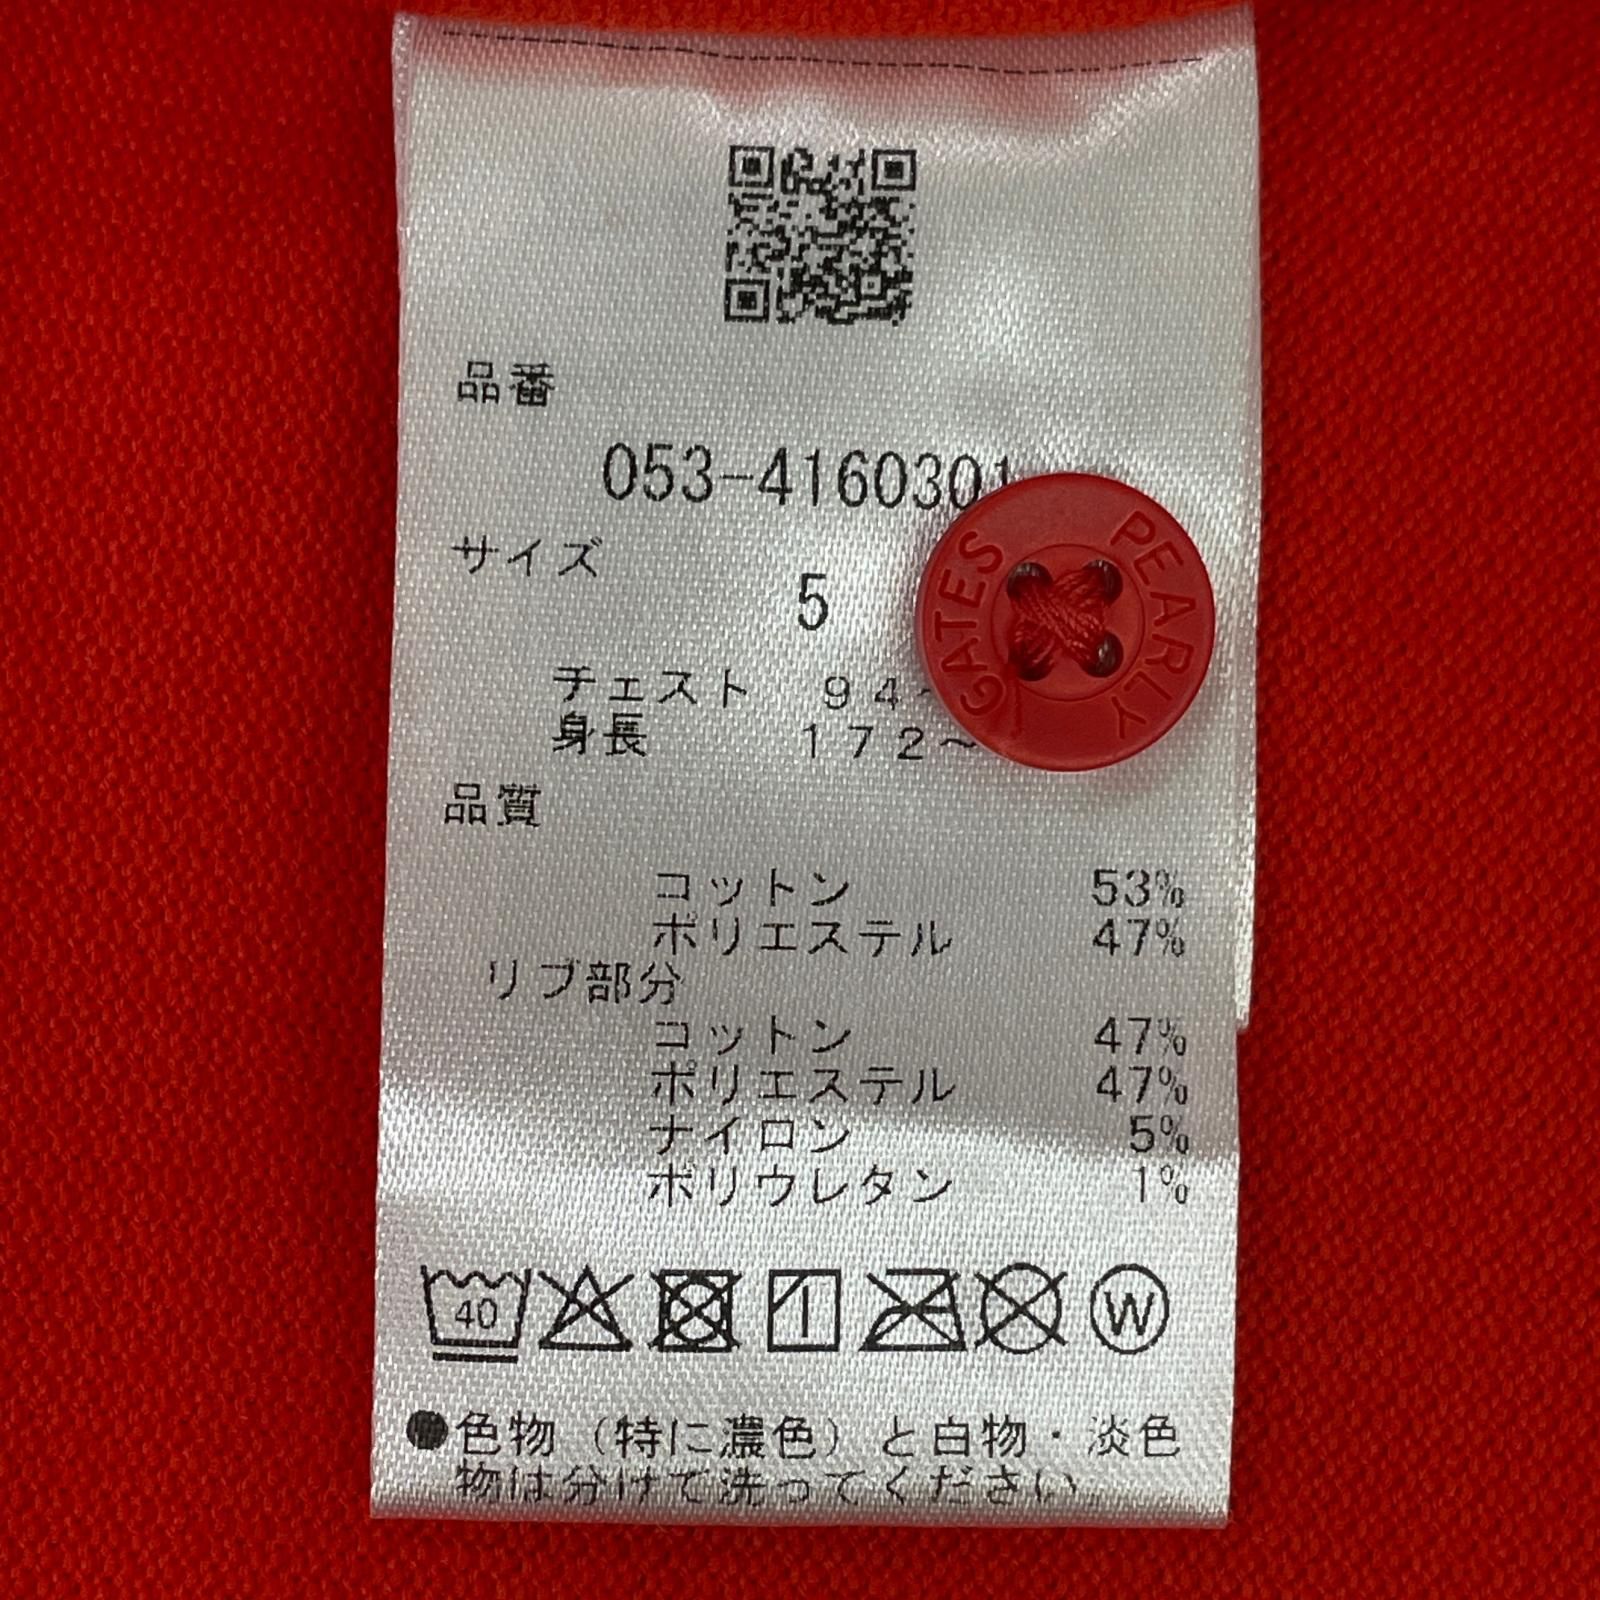 品番
053-4160301
サイズ
5
PEARLY GATES
チェスト 94
身長 172~
品質
コットン 53%
ポリエステル 47%
リブ部分
コットン 47%
ポリエステル 47%
ナイロン 5%
ポリウレタン 1%
40
W
●色物（特に濃色）と白物・淡色
物は分けて洗ってください。